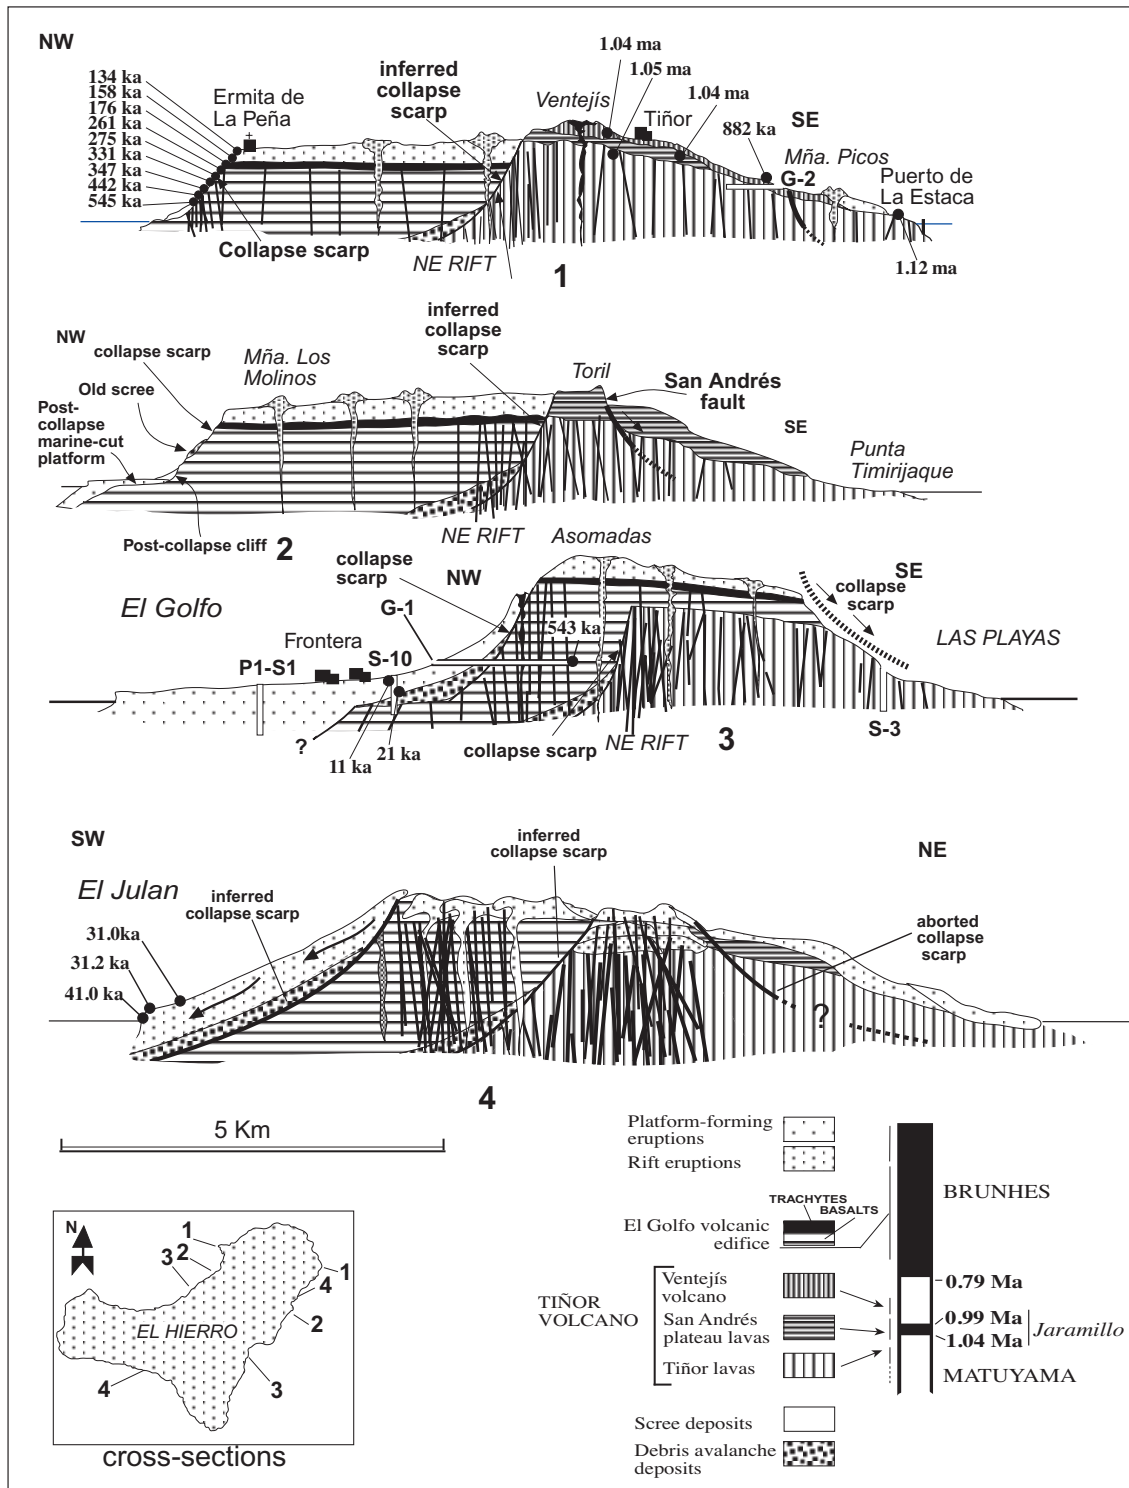 NW
134 ka
158 ka
176 ka
261 ka
275 ka
331 ka
347 ka
442 ka
545 ka
Ermita de
La Peña
inferred
collapse
scarp
Ventejís
1.04 ma
1.05 ma
Tiñor
1.04 ma
882 ka
SE
Mña. Picos
G-2
Puerto de
La Estaca
Collapse scarp
NE RIFT
1
1.12 ma
NW
collapse scarp
Old scree
Post-
collapse
marine-cut
platform
Mña. Los
Molinos
inferred
collapse
scarp
Toril
San Andrés
fault
SE
Punta
Timirijaque
Post-collapse cliff
2
NE RIFT
El Golfo
collapse
scarp
NW
Asomadas
SE
collapse
scarp
G-1
Frontera
P1-S1
S-10
543 ka
LAS PLAYAS
?
11 ka
21 ka
collapse scarp
NE RIFT
3
S-3
SW
El Julan
inferred
collapse scarp
inferred
collapse scarp
NE
31.0ka
31.2 ka
41.0 ka
aborted
collapse
scarp
?
4
5 Km
N
1
2
3
4
EL HIERRO
1
4
2
3
cross-sections
Platform-forming
eruptions
Rift eruptions
TRACHYTES
BASALTS
El Golfo volcanic
edifice
TIÑOR
VOLCANO
Ventejís
volcano
San Andrés
plateau lavas
Tiñor lavas
Scree deposits
Debris avalanche
deposits
BRUNHES
0.79 Ma
0.99 Ma
1.04 Ma
Jaramillo
MATUYAMA